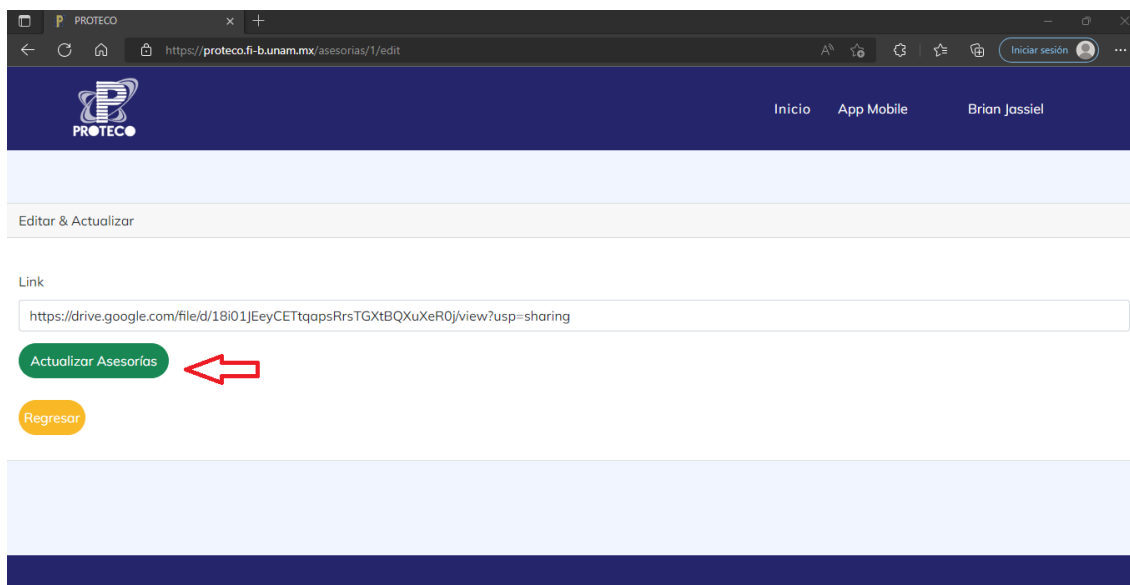 PROTECO
https://proteco.fi-b.unam.mx/asesorias/1/edit
Iniciar sesión
PROTECO
Inicio
App Mobile
Brian Jassiel
Editar & Actualizar
Link
https://drive.google.com/file/d/18i01JEeyCETtqapsRrsTGXtBQXuXeR0j/view?usp=sharing
Actualizar Asesorías
Regresar